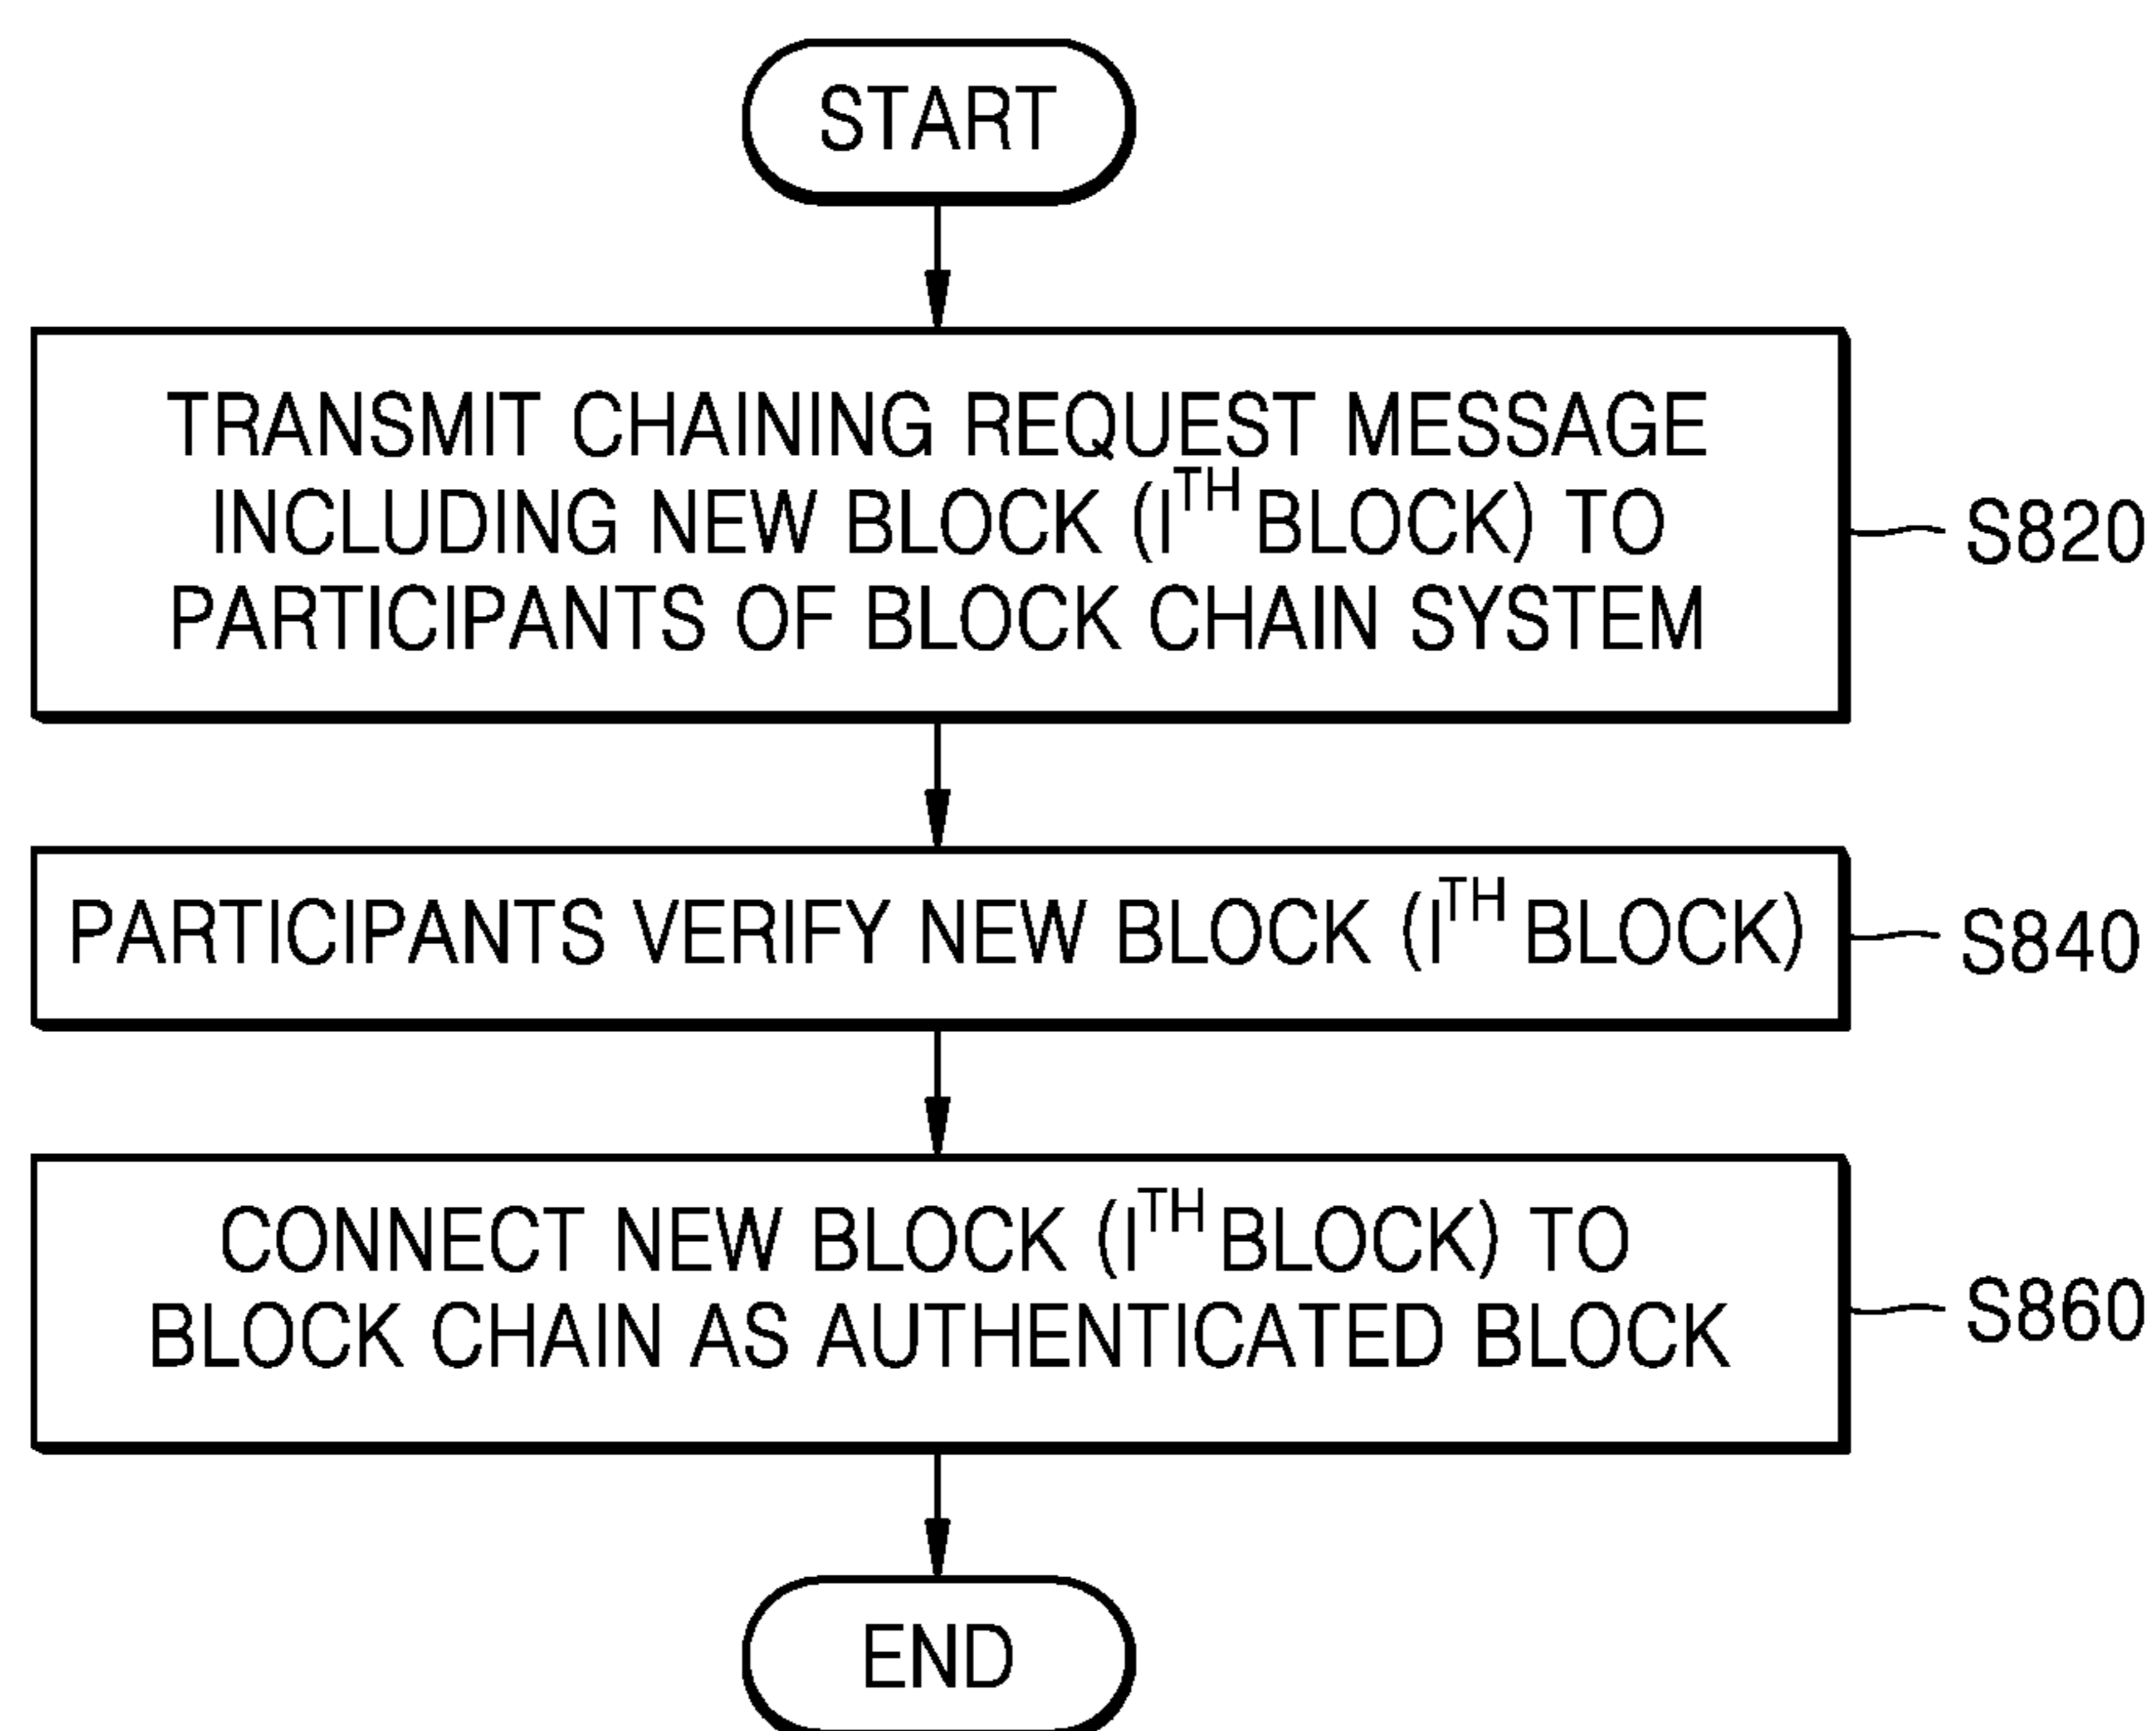 START
TRANSMIT CHAINING REQUEST MESSAGE
INCLUDING NEW BLOCK (I^TH BLOCK) TO
PARTICIPANTS OF BLOCK CHAIN SYSTEM
S820
PARTICIPANTS VERIFY NEW BLOCK (I^TH BLOCK)
S840
CONNECT NEW BLOCK (I^TH BLOCK) TO
BLOCK CHAIN AS AUTHENTICATED BLOCK
S860
END